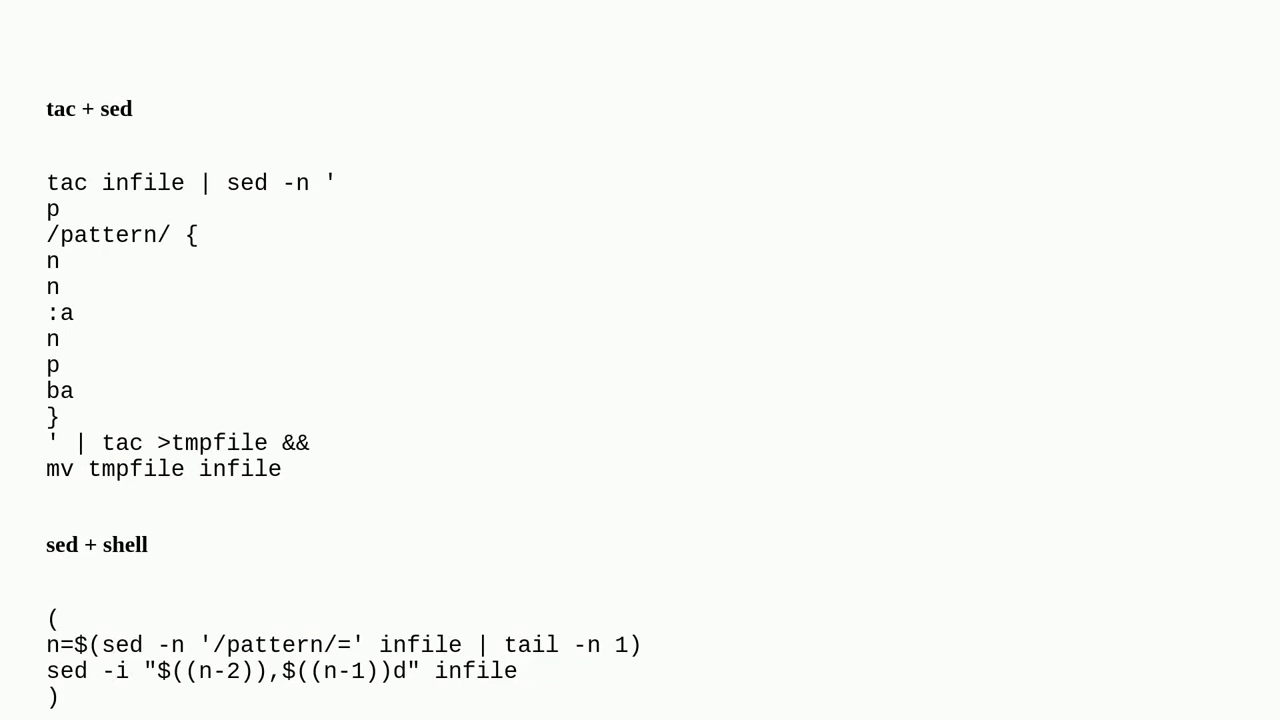 tac + sed
tac infile | sed -n '
p
/pattern/ {
n
n
:a
n
p
ba
}
' | tac >tmpfile &&
mv tmpfile infile
sed + shell
(
n=$(sed -n '/pattern/=' infile | tail -n 1)
sed -i "$((n-2)),$((n-1))d" infile
)